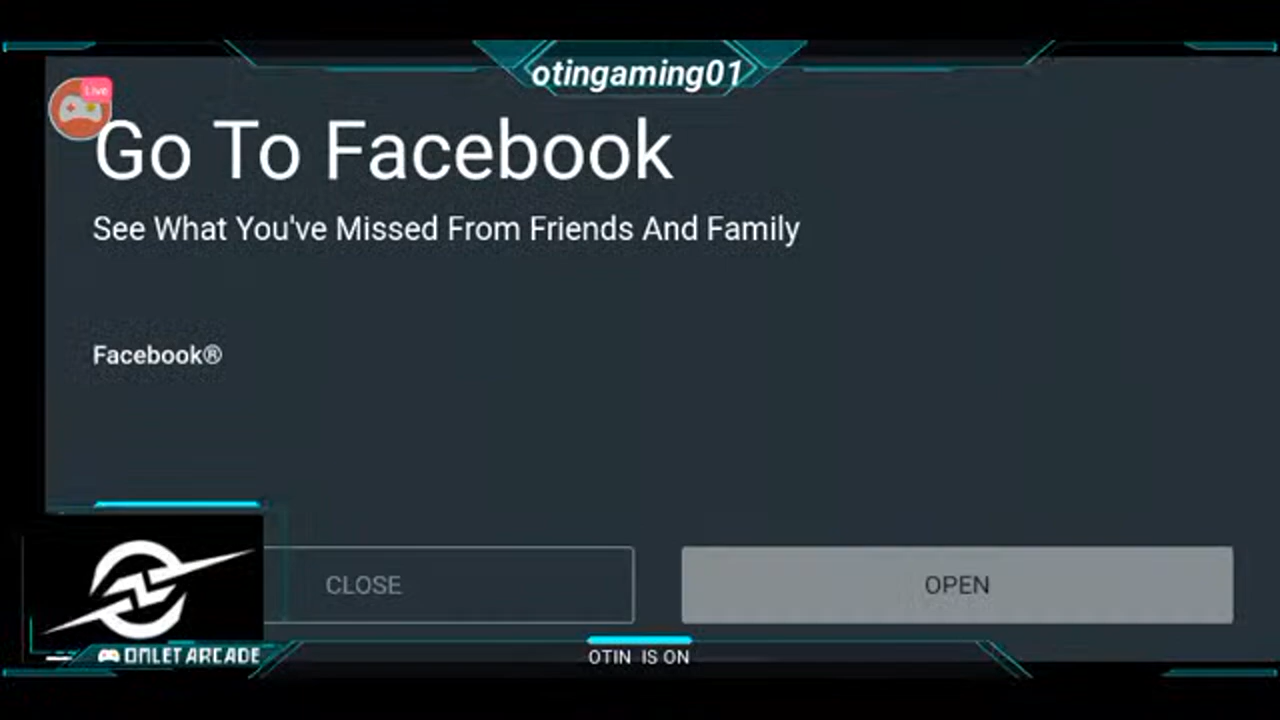 otingaming01
Live
Go To Facebook
See What You've Missed From Friends And Family
Facebook®
CLOSE
OPEN
OMLET ARCADE
OTIN IS ON